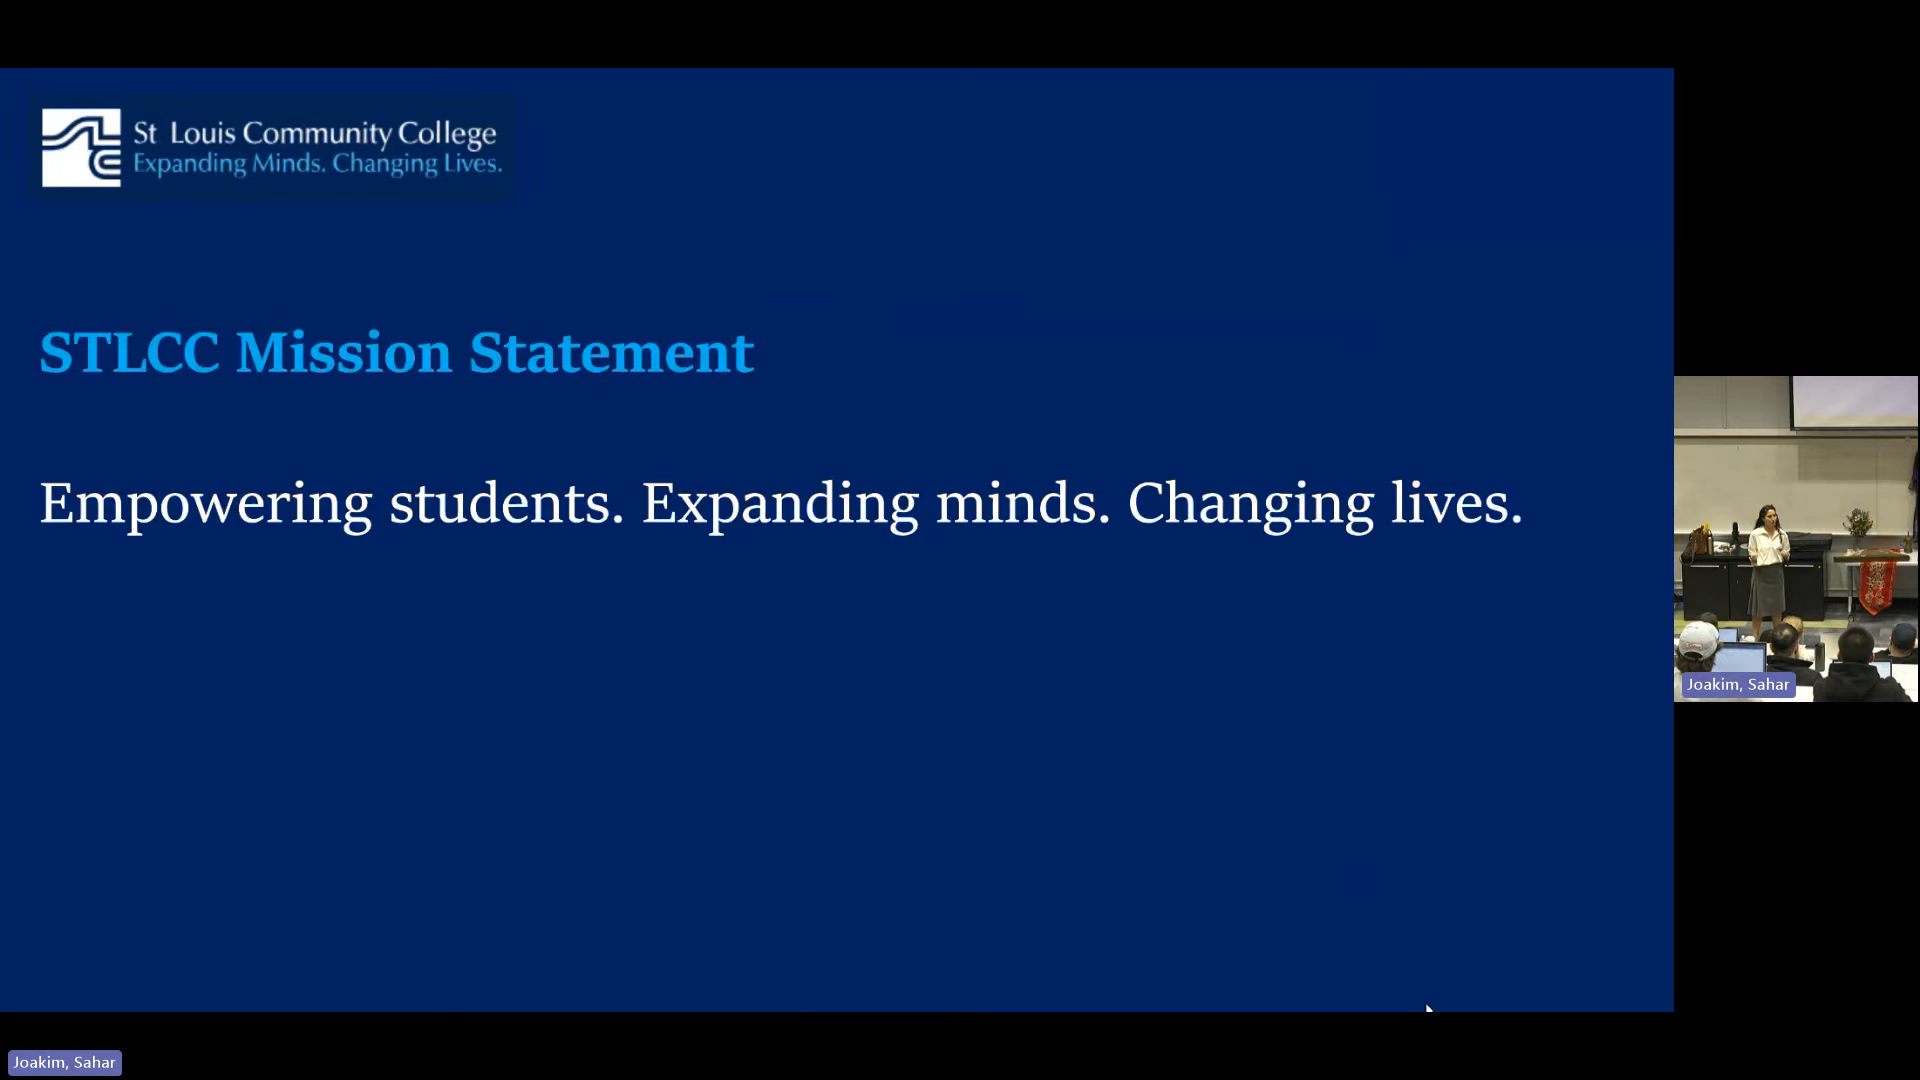 St Louis Community College
Expanding Minds. Changing Lives.
STLCC Mission Statement
Empowering students. Expanding minds. Changing lives.
Joakim, Sahar
Joakim, Sahar